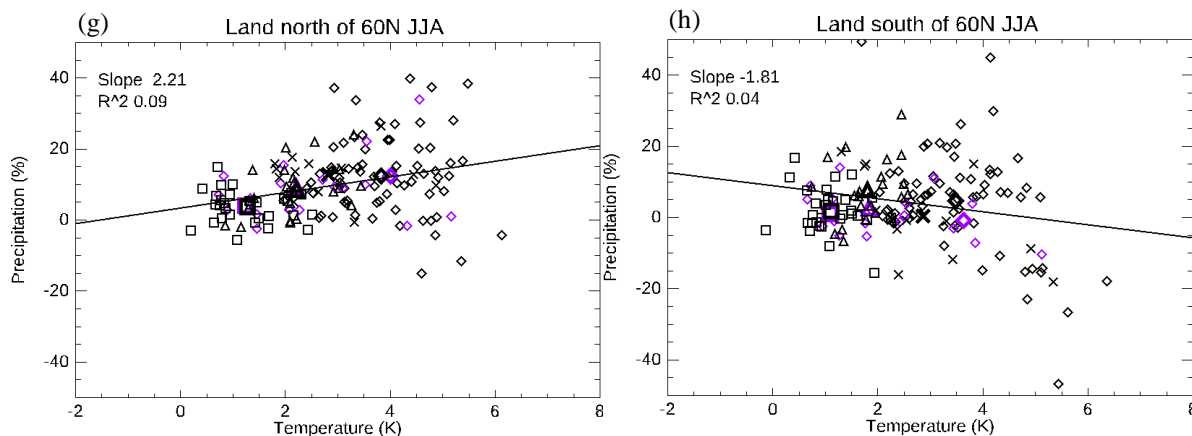 (g)
Land north of 60N JJA
Slope 2.21
R^2 0.09
Precipitation (%)
40
20
0
-20
-40
-2
0
2
4
6
8
Temperature (K)
(h)
Land south of 60N JJA
Slope -1.81
R^2 0.04
Precipitation (%)
40
20
0
-20
-40
-2
0
2
4
6
8
Temperature (K)